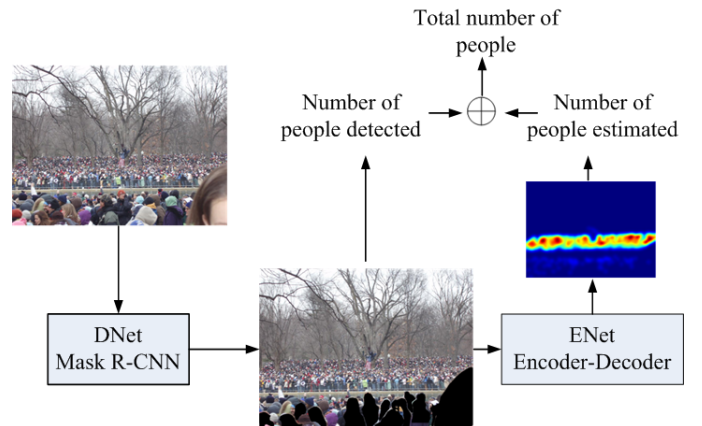 Total number of
people
Number of
people detected
Number of
people estimated
DNet
Mask R-CNN
ENet
Encoder-Decoder